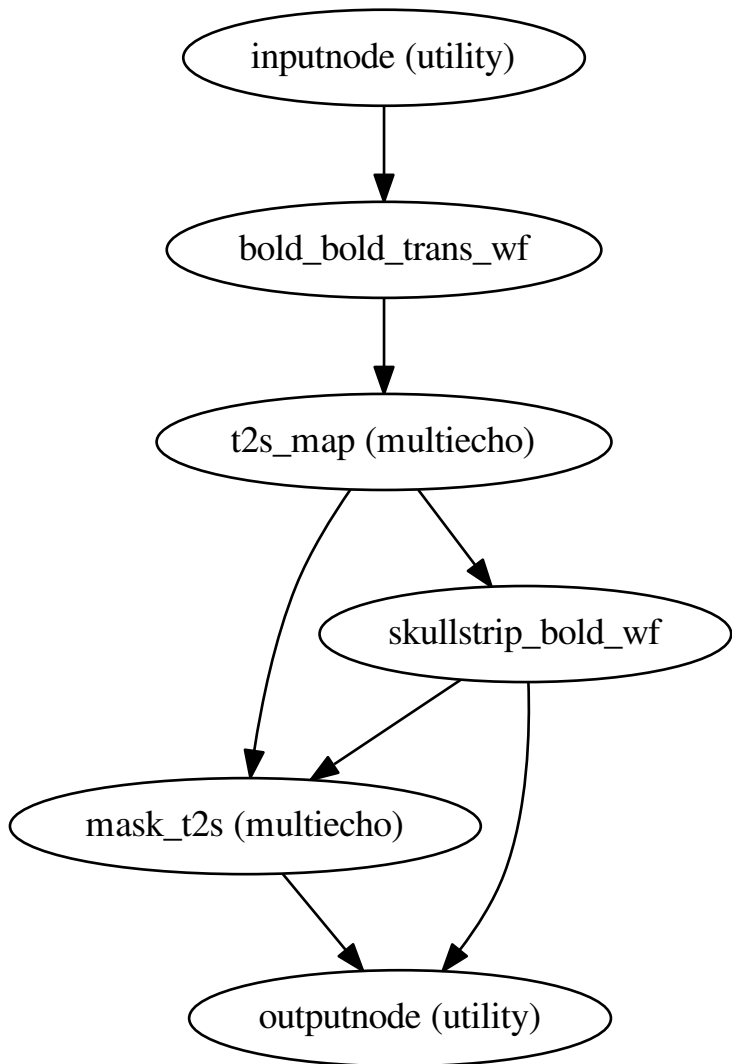 inputnode (utility)
bold_bold_trans_wf
t2s_map (multiecho)
skullstrip_bold_wf
mask_t2s (multiecho)
outputnode (utility)